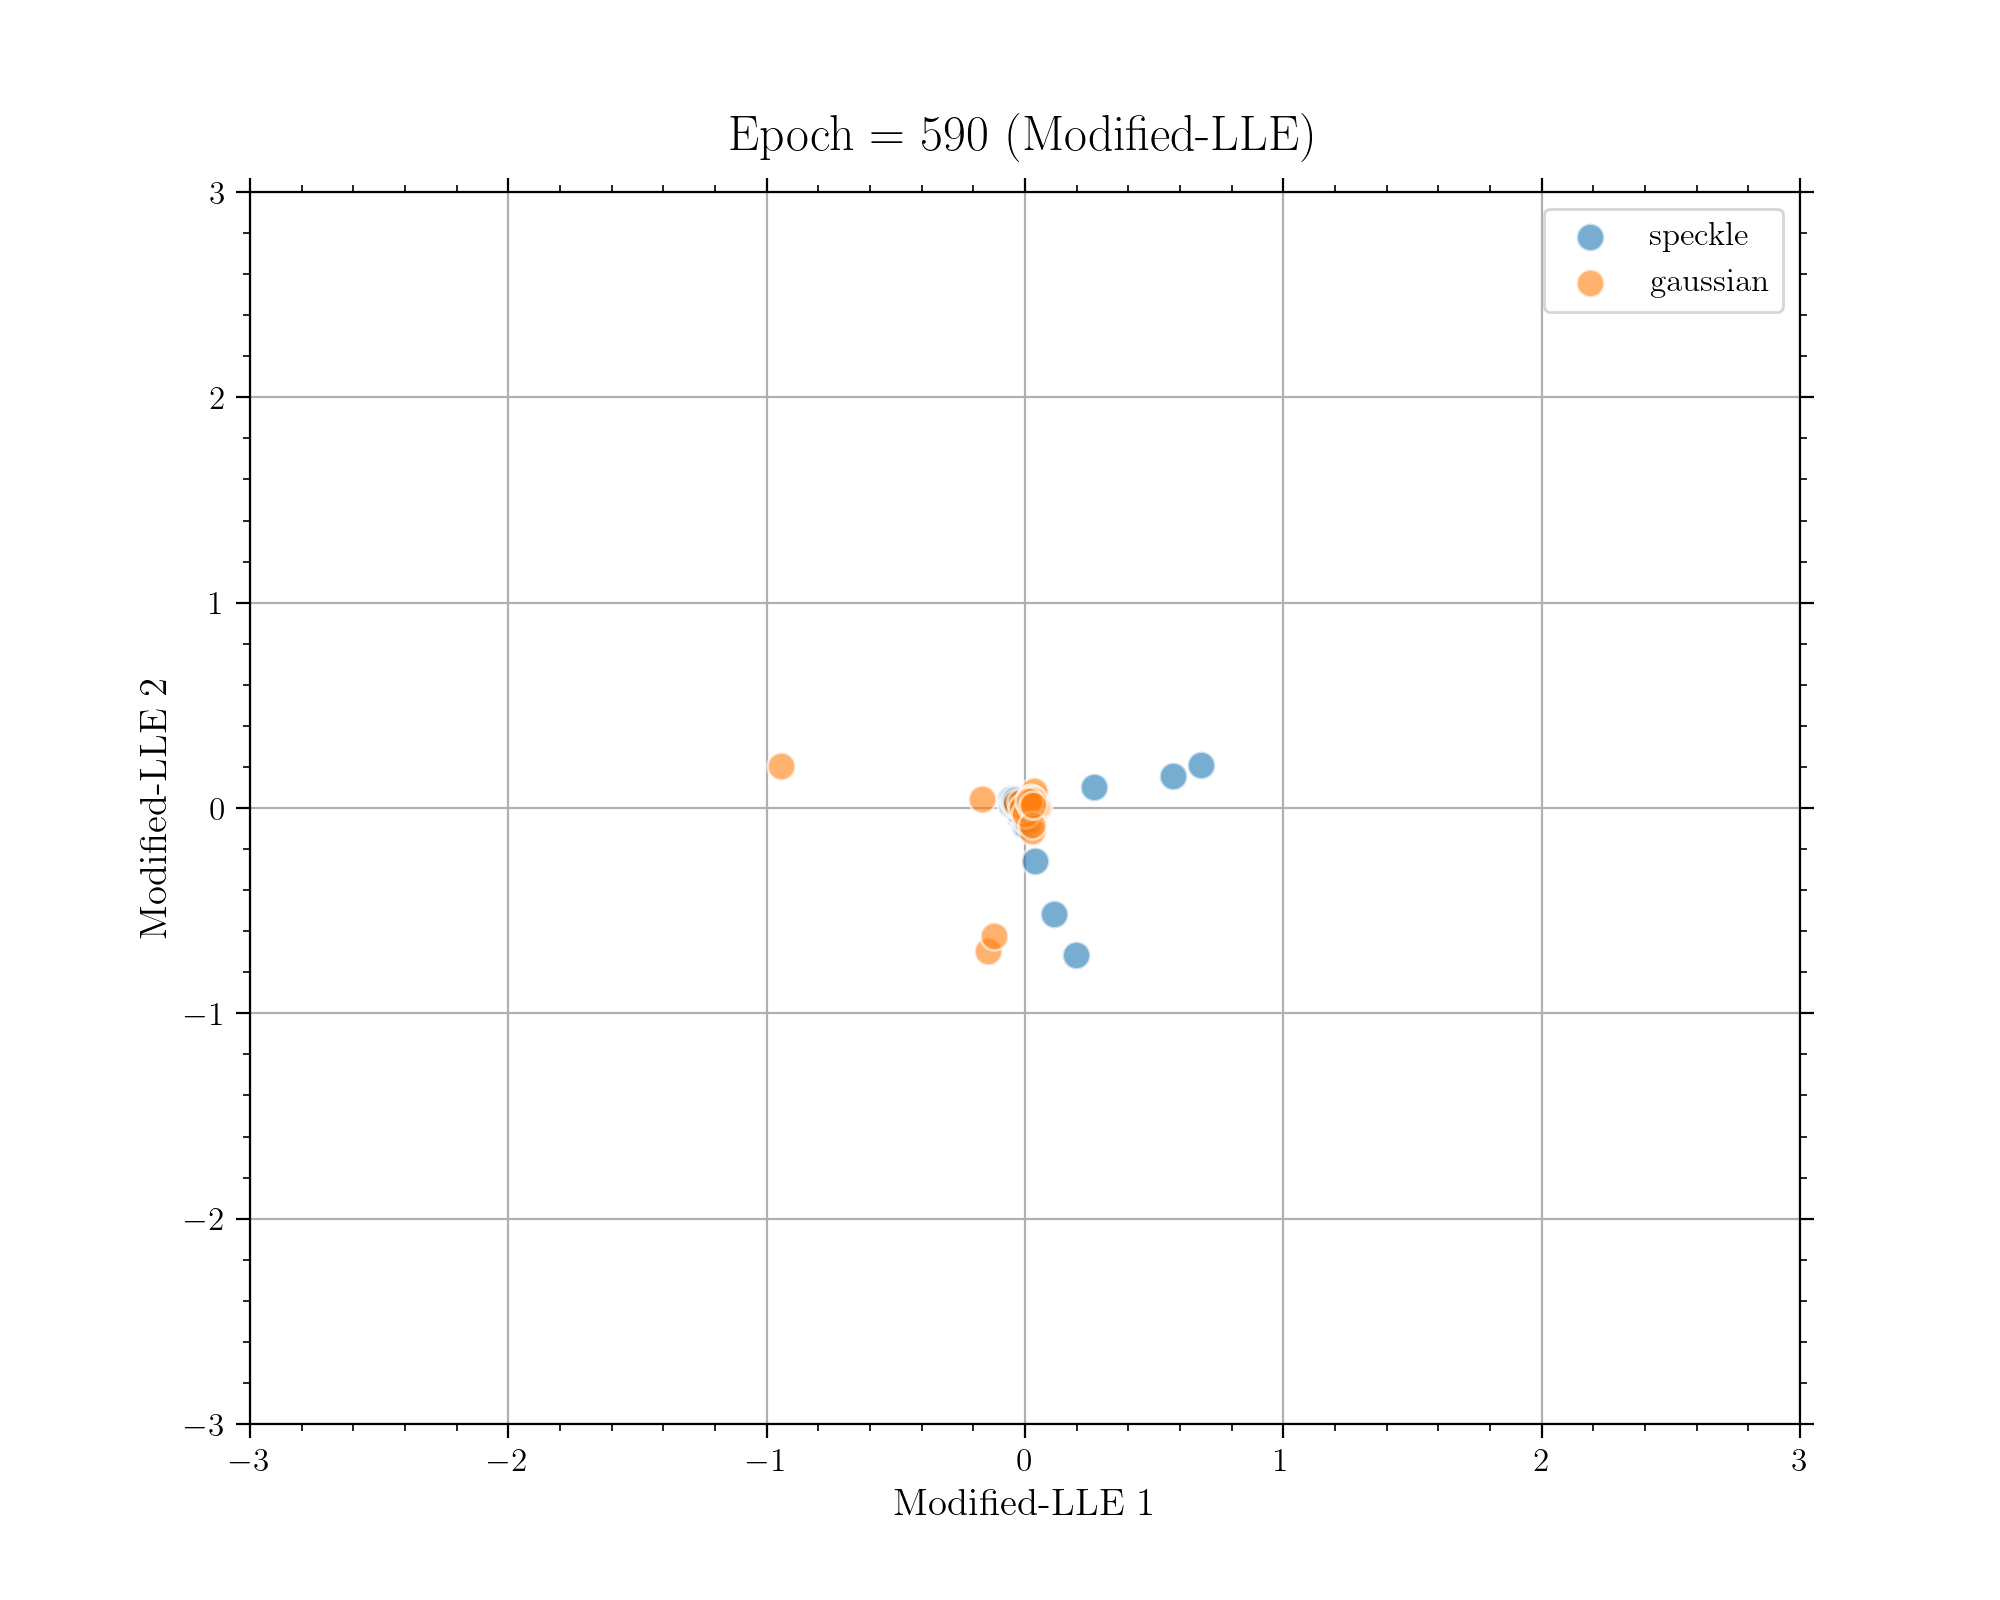 Epoch = 590 (Modified-LLE)
speckle
gaussian
3
2
1
0
−1
−2
−3
Modified-LLE 2
−3
−2
−1
0
1
2
3
Modified-LLE 1